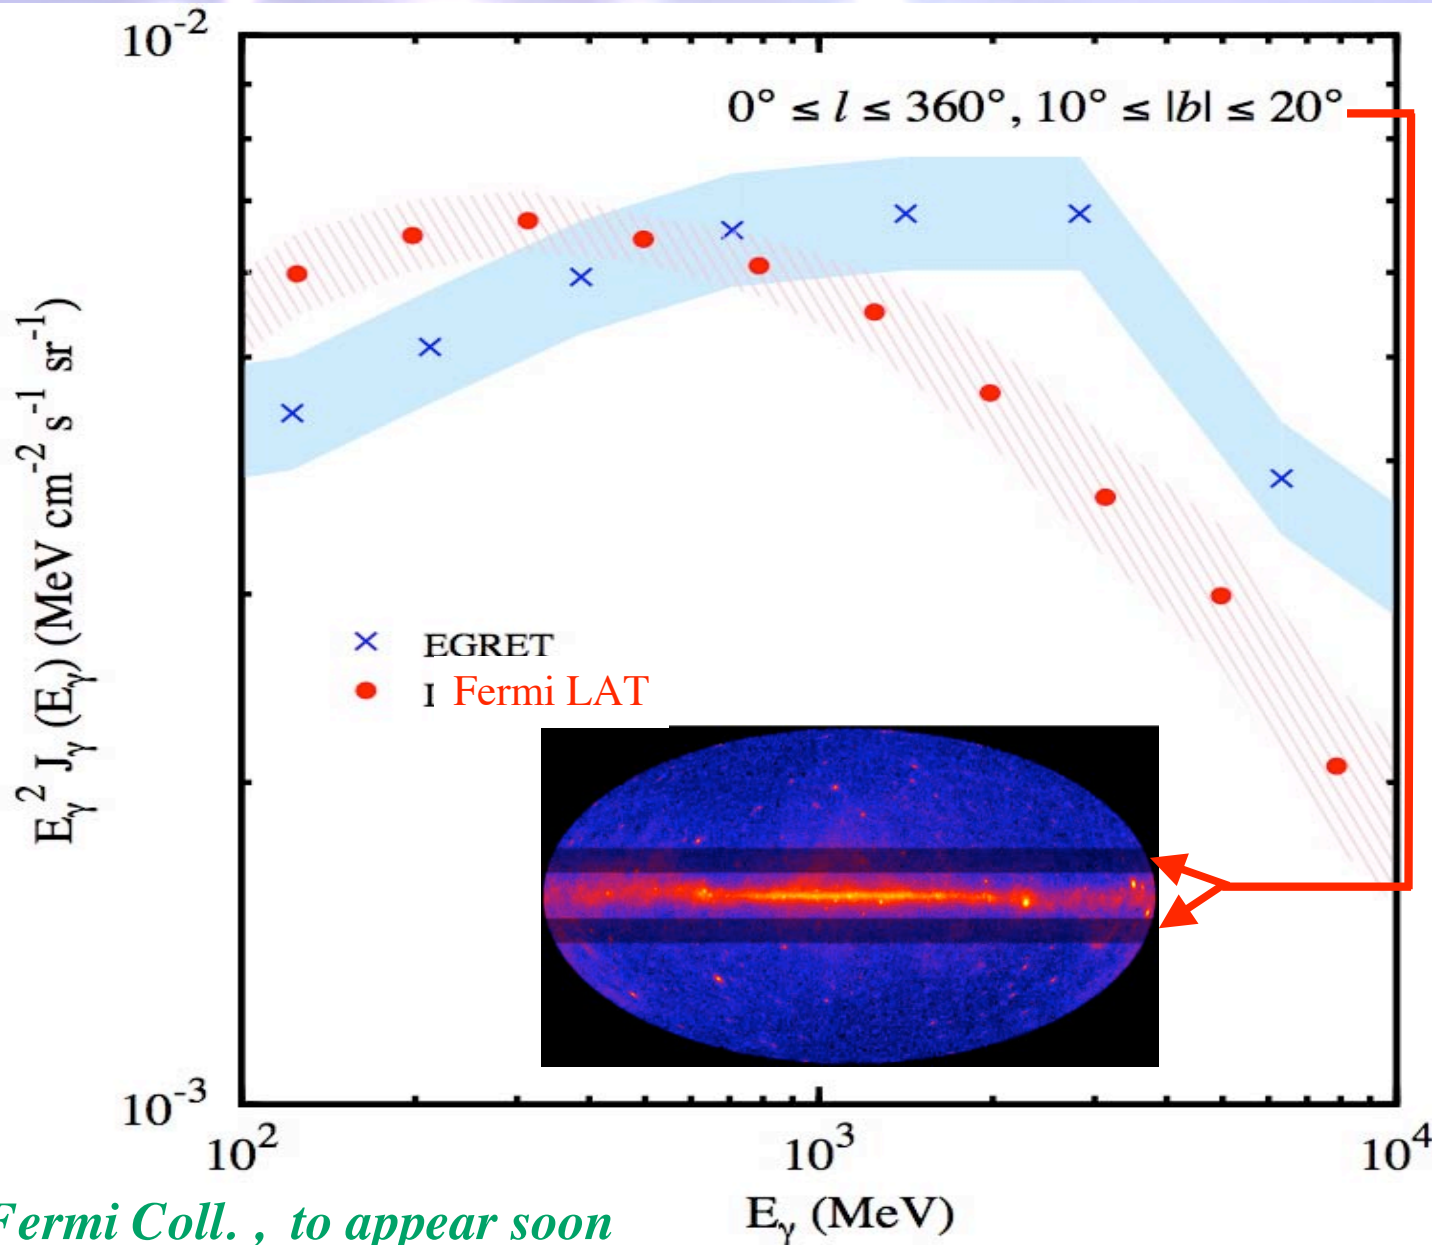 10^-2
0° ≤ l ≤ 360°, 10° ≤ |b| ≤ 20°
E_γ^2 J_γ (E_γ) (MeV cm^-2 s^-1 sr^-1)
EGRET
Fermi LAT
10^-3
10^2 10^3 10^4
E_γ (MeV)
Fermi Coll. , to appear soon